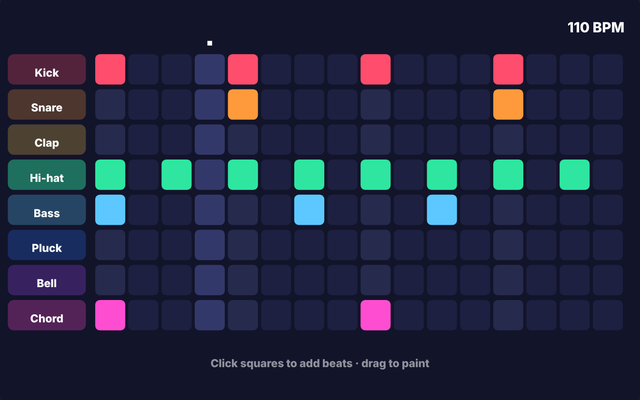 110 BPM
Kick
Snare
Clap
Hi-hat
Bass
Pluck
Bell
Chord
Click squares to add beats · drag to paint